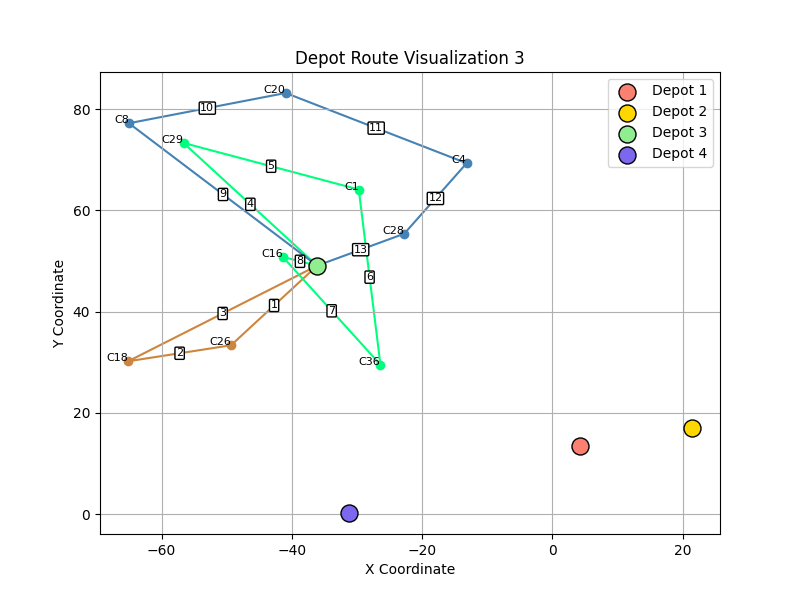 Depot Route Visualization 3
Depot 1
Depot 2
Depot 3
Depot 4
C20
C8
10
11
C29
C4
5
C1
9
4
12
C28
C16
13
8
6
3
1
7
C26
2
C18
C36
80
60
40
20
0
Y Coordinate
−60
−40
−20
0
20
X Coordinate